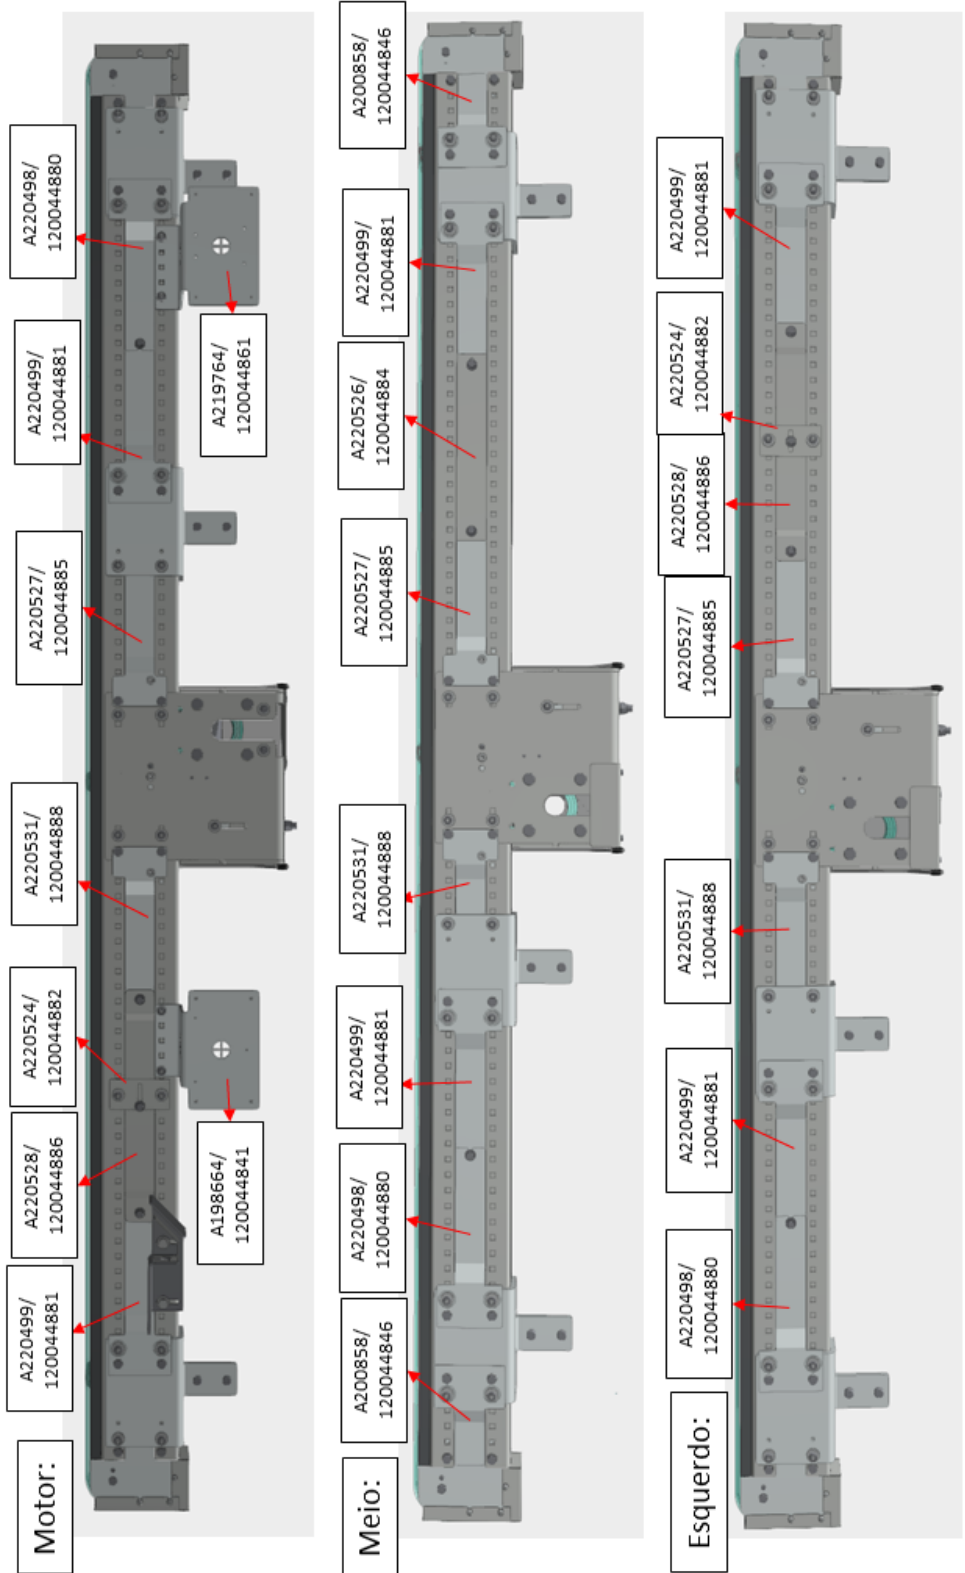 Motor:
A220499/
120044881
A220528/
120044886
A220524/
120044882
A220531/
120044888
A220527/
120044885
A220499/
120044881
A220498/
120044880
A198664/
120044841
A219764/
120044861
Meio:
A200858/
120044846
A220498/
120044880
A220499/
120044881
A220531/
120044888
A220527/
120044885
A220526/
120044884
A220499/
120044881
A200858/
120044846
Esquerdo:
A220498/
120044880
A220499/
120044881
A220531/
120044888
A220527/
120044885
A220528/
120044886
A220524/
120044882
A220499/
120044881